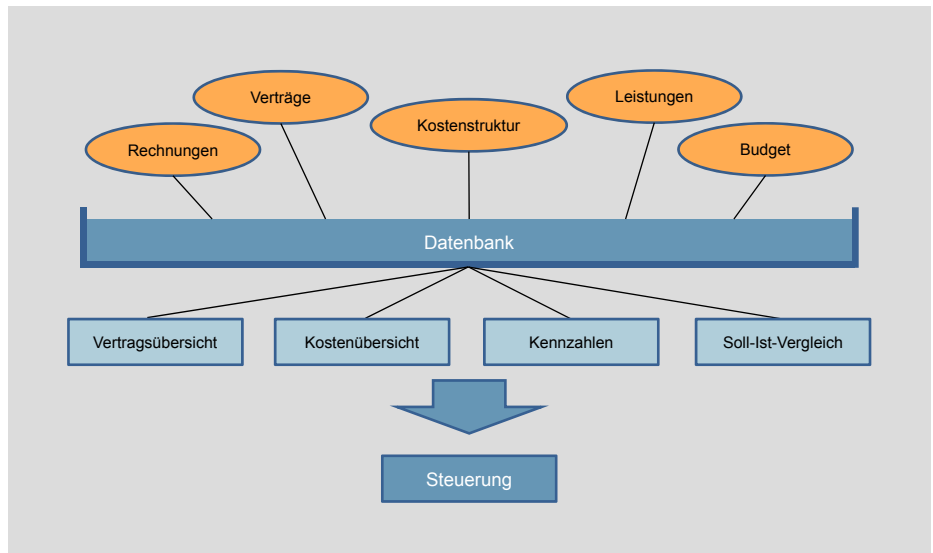 Verträge
Leistungen
Kostenstruktur
Rechnungen
Budget
Datenbank
Vertragsübersicht
Kostenübersicht
Kennzahlen
Soll-Ist-Vergleich
Steuerung